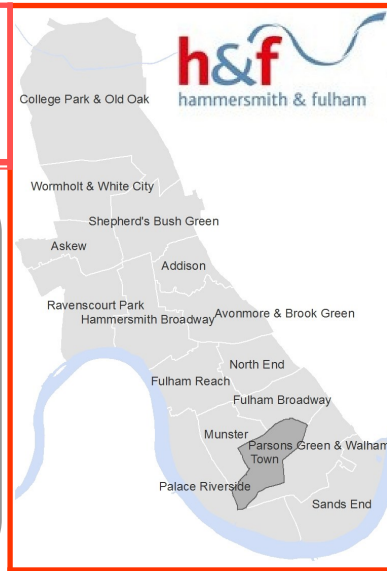 h&f
hammersmith & fulham
College Park & Old Oak
Wormholt & White City
Shepherd's Bush Green
Askew
Addison
Ravenscourt Park
Hammersmith Broadway
Avonmore & Brook Green
North End
Fulham Reach
Fulham Broadway
Munster
Parsons Green & Walham
Town
Palace Riverside
Sands End